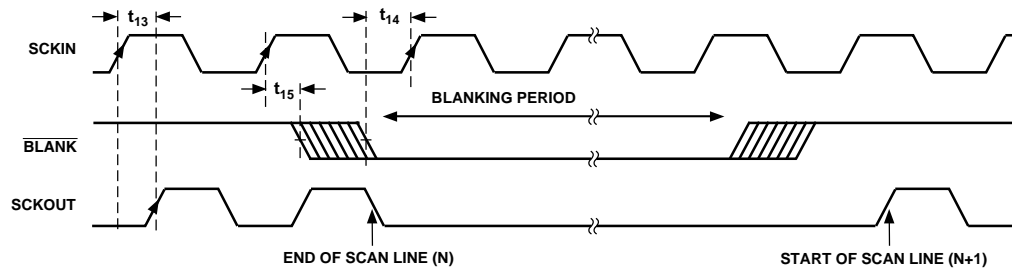 t13
t14
SCKIN
t15
BLANKING PERIOD
BLANK
SCKOUT
END OF SCAN LINE (N)
START OF SCAN LINE (N+1)